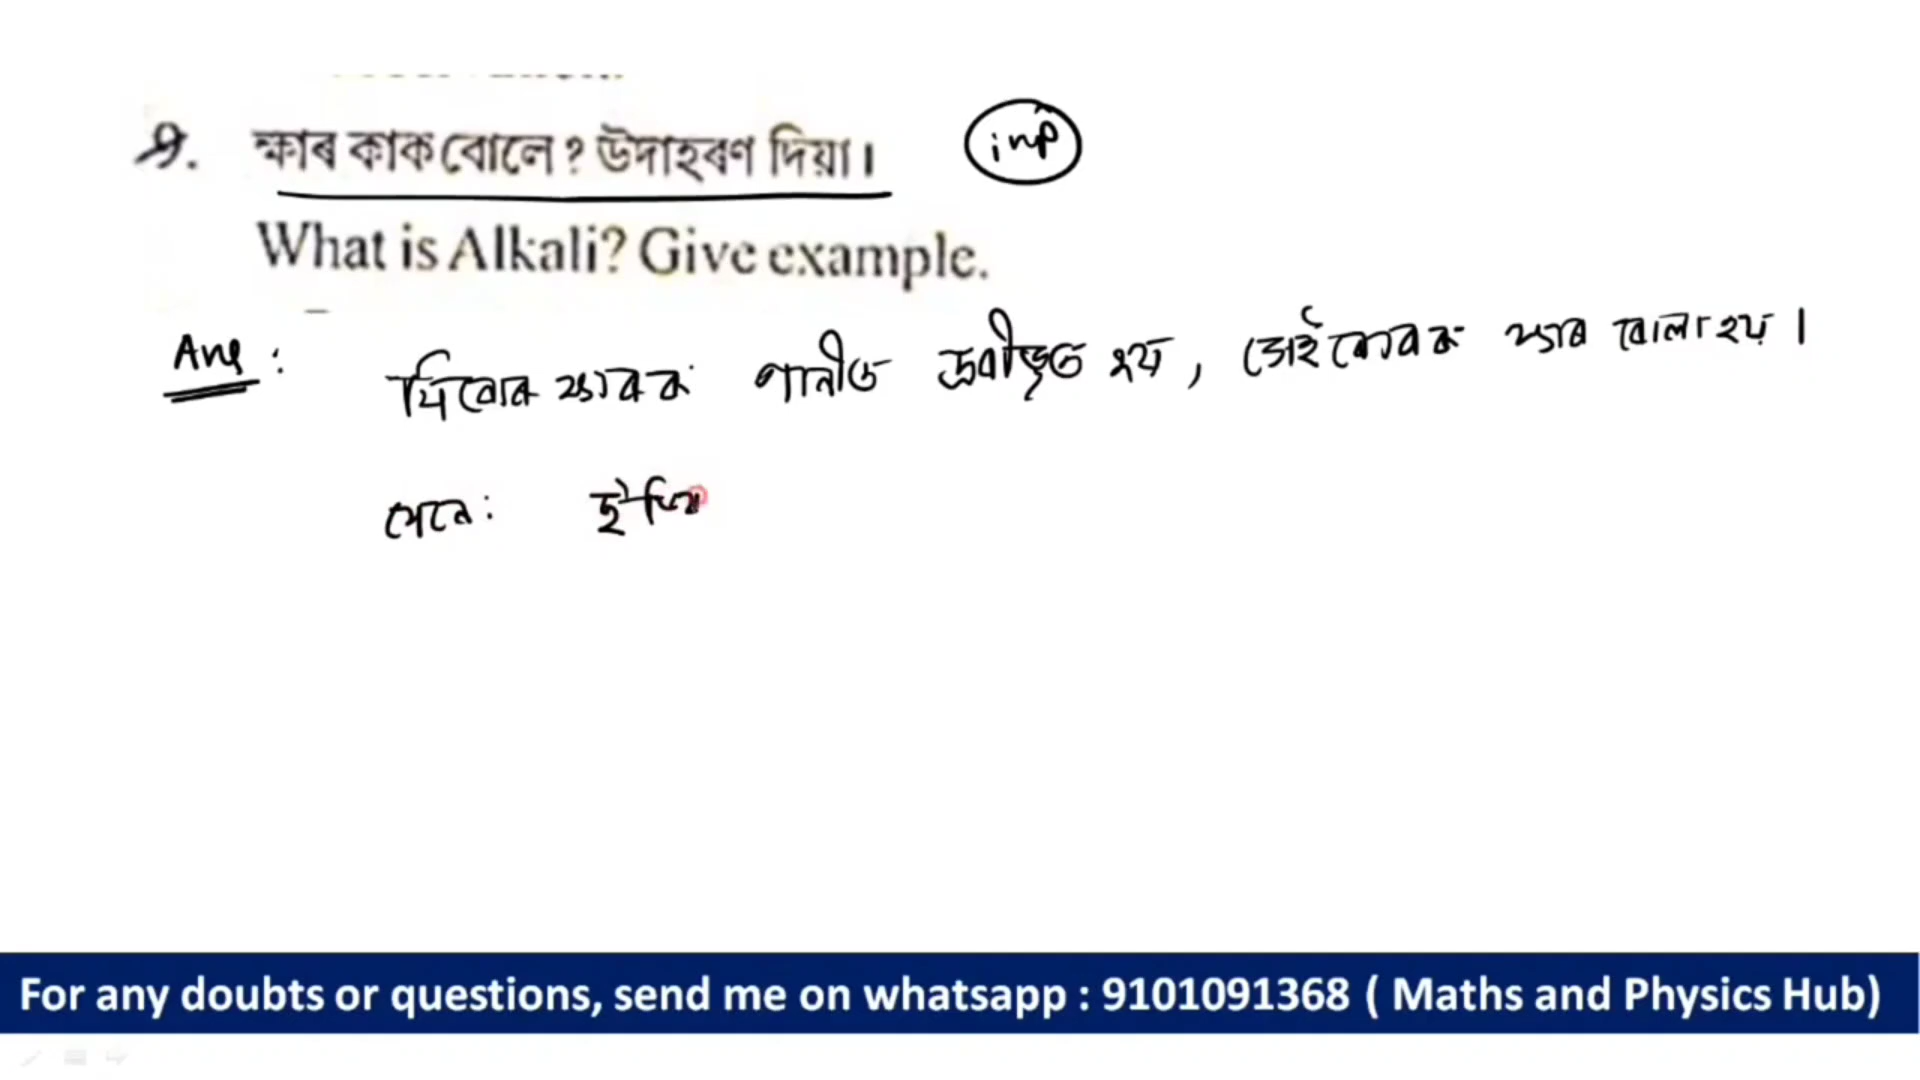 9. ক্ষাৰ কাক বোলে ? উদাহৰণ দিয়া ।
imp
What is Alkali? Give example.
Ans : যিবোৰ ক্ষাৰক পানীত দ্ৰৱীভূত হয় , তেইবোৰক ক্ষাৰ বোলা হয় ।
যেনে :
For any doubts or questions, send me on whatsapp : 9101091368 ( Maths and Physics Hub)